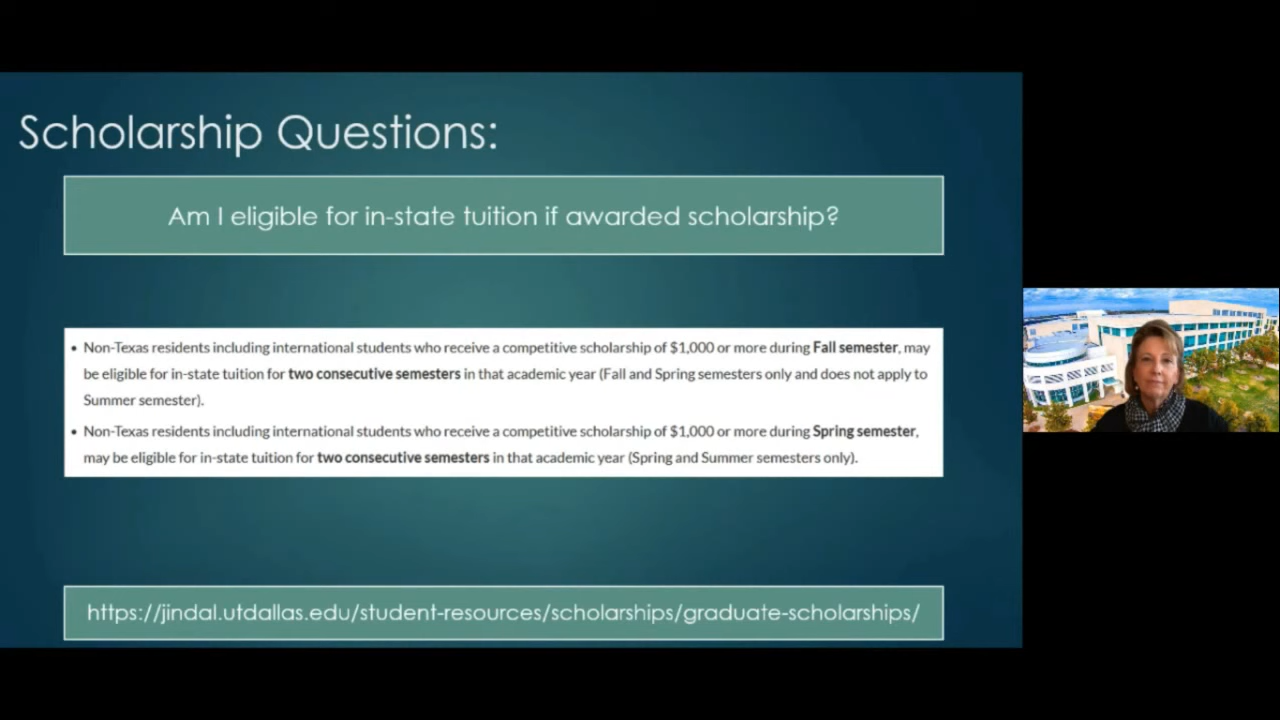 Scholarship Questions:
Am I eligible for in-state tuition if awarded scholarship?
• Non-Texas residents including international students who receive a competitive scholarship of $1,000 or more during Fall semester, may
be eligible for in-state tuition for two consecutive semesters in that academic year (Fall and Spring semesters only and does not apply to
Summer semester).
• Non-Texas residents including international students who receive a competitive scholarship of $1,000 or more during Spring semester,
may be eligible for in-state tuition for two consecutive semesters in that academic year (Spring and Summer semesters only).
https://jindal.utdallas.edu/student-resources/scholarships/graduate-scholarships/